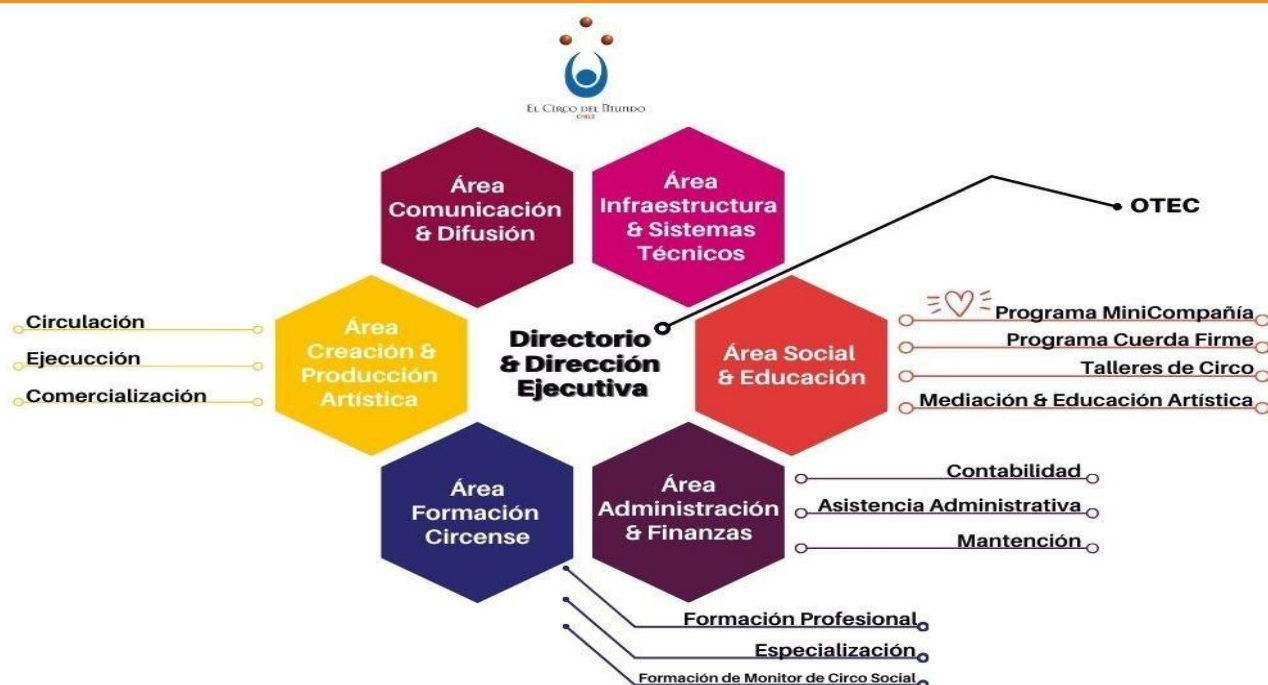 EL CIRCO DEL MUNDO
CHILE
Área
Comunicación
& Difusión
Área
Infraestructura
& Sistemas
Técnicos
OTEC
Circulación
Ejecucción
Comercialización
Área
Creación &
Producción
Artística
Directorio
& Dirección
Ejecutiva
Área Social
& Educación
Programa MiniCompañía
Programa Cuerda Firme
Talleres de Circo
Mediación & Educación Artística
Área
Formación
Circense
Área
Administración
& Finanzas
Contabilidad
Asistencia Administrativa
Mantención
Formación Profesional
Especialización
Formación de Monitor de Circo Social